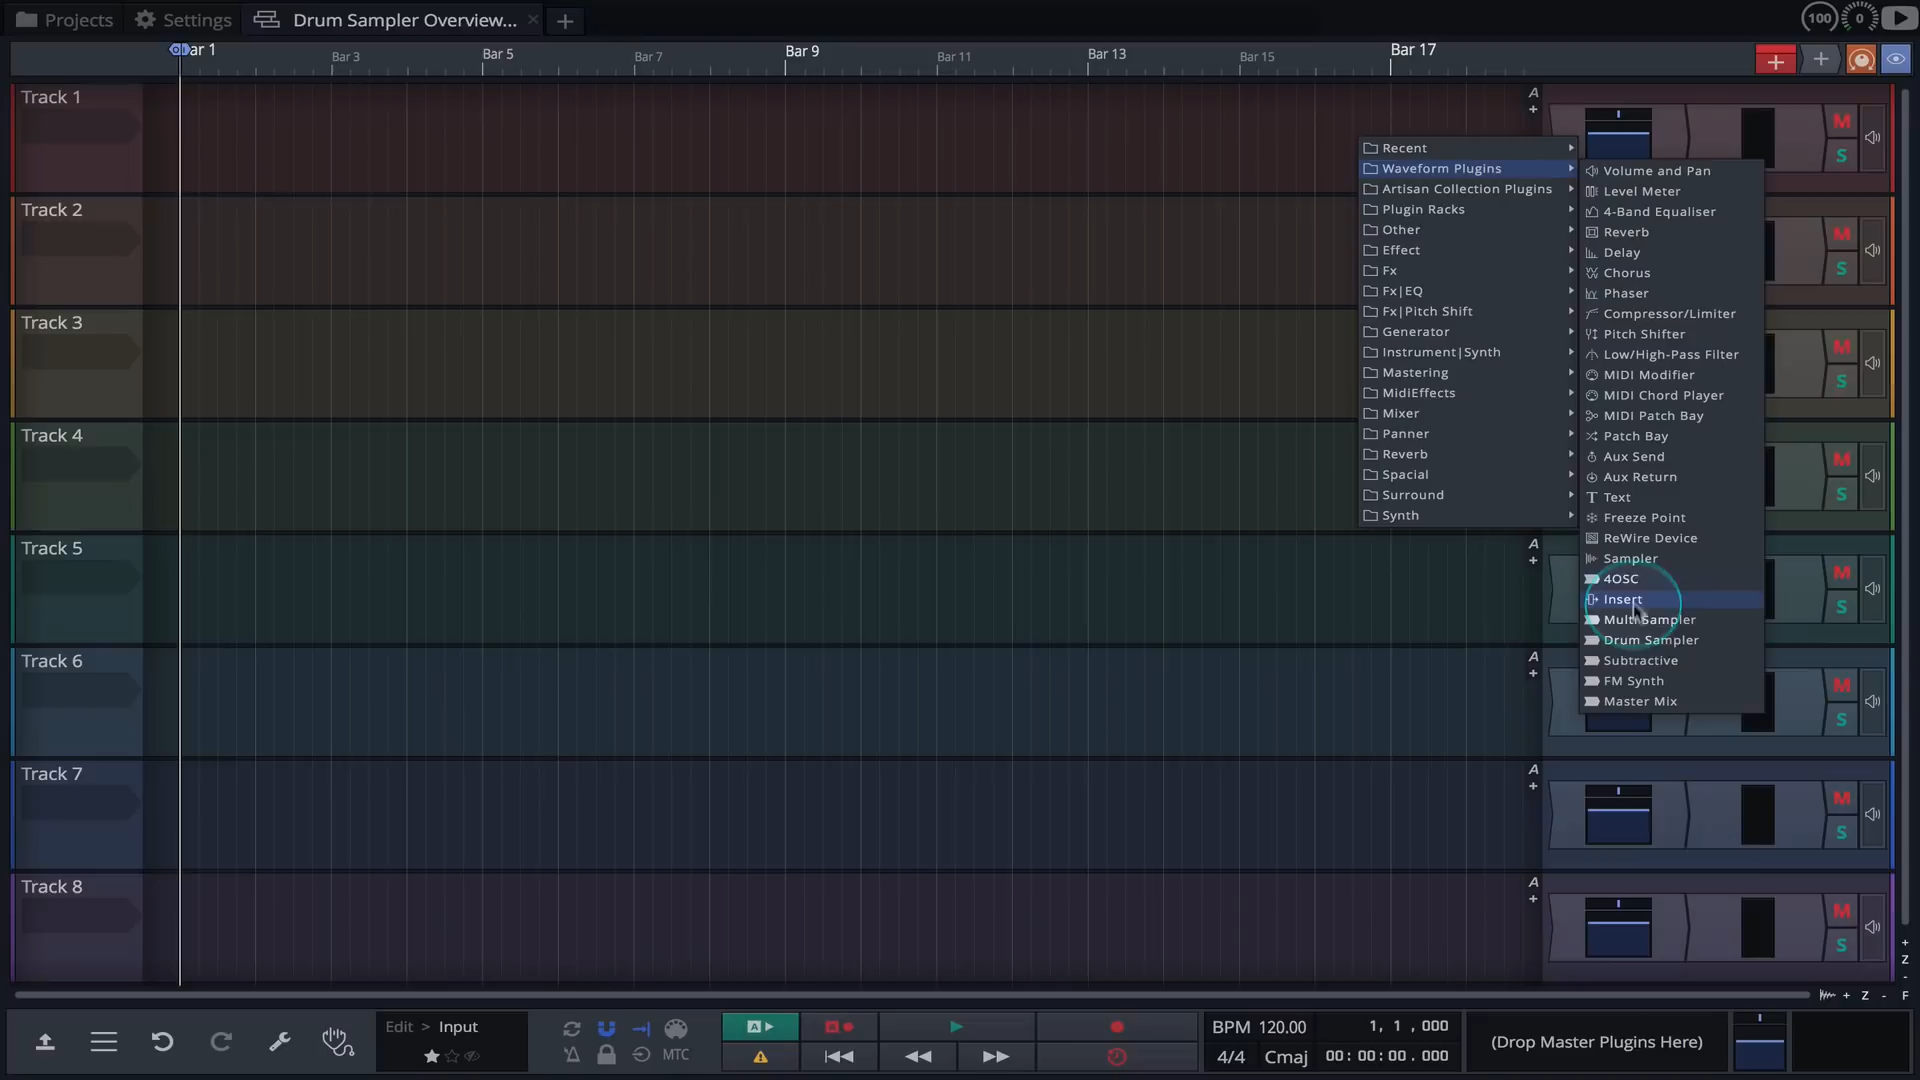 Projects
Settings
Drum Sampler Overview...
100
0
Bar 1
Bar 3
Bar 5
Bar 7
Bar 9
Bar 11
Bar 13
Bar 15
Bar 17
Track 1
A
M
S
Track 2
M
S
Track 3
M
S
Track 4
M
S
Track 5
A
M
S
Track 6
A
M
S
Track 7
A
M
S
Track 8
A
M
S
Recent
Waveform Plugins
Artisan Collection Plugins
Plugin Racks
Other
Effect
Fx
Fx|EQ
Fx|Pitch Shift
Generator
Instrument|Synth
Mastering
MidiEffects
Mixer
Panner
Reverb
Spacial
Surround
Synth
Volume and Pan
Level Meter
4-Band Equaliser
Reverb
Delay
Chorus
Phaser
Compressor/Limiter
Pitch Shifter
Low/High-Pass Filter
MIDI Modifier
MIDI Chord Player
MIDI Patch Bay
Patch Bay
Aux Send
Aux Return
Text
Freeze Point
ReWire Device
Sampler
4OSC
Insert
Multi Sampler
Drum Sampler
Subtractive
FM Synth
Master Mix
+
Z
-
+ Z - F
Edit > Input
MTC
A
A
BPM 120.00
4/4 Cmaj
1, 1 , 000
00: 00: 00. 000
(Drop Master Plugins Here)